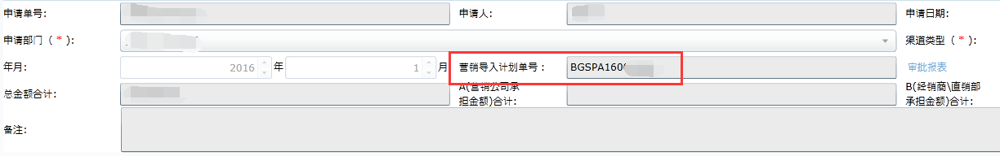 申请单号: 申请人: 申请日期:
申请部门（*）: 渠道类型（*）:
年月: 2016 年 1 月 营销导入计划单号： BGSPA160 审批报表
总金额合计: A(营销公司承担金额)合计: B(经销商\直销部承担金额)合计:
备注: